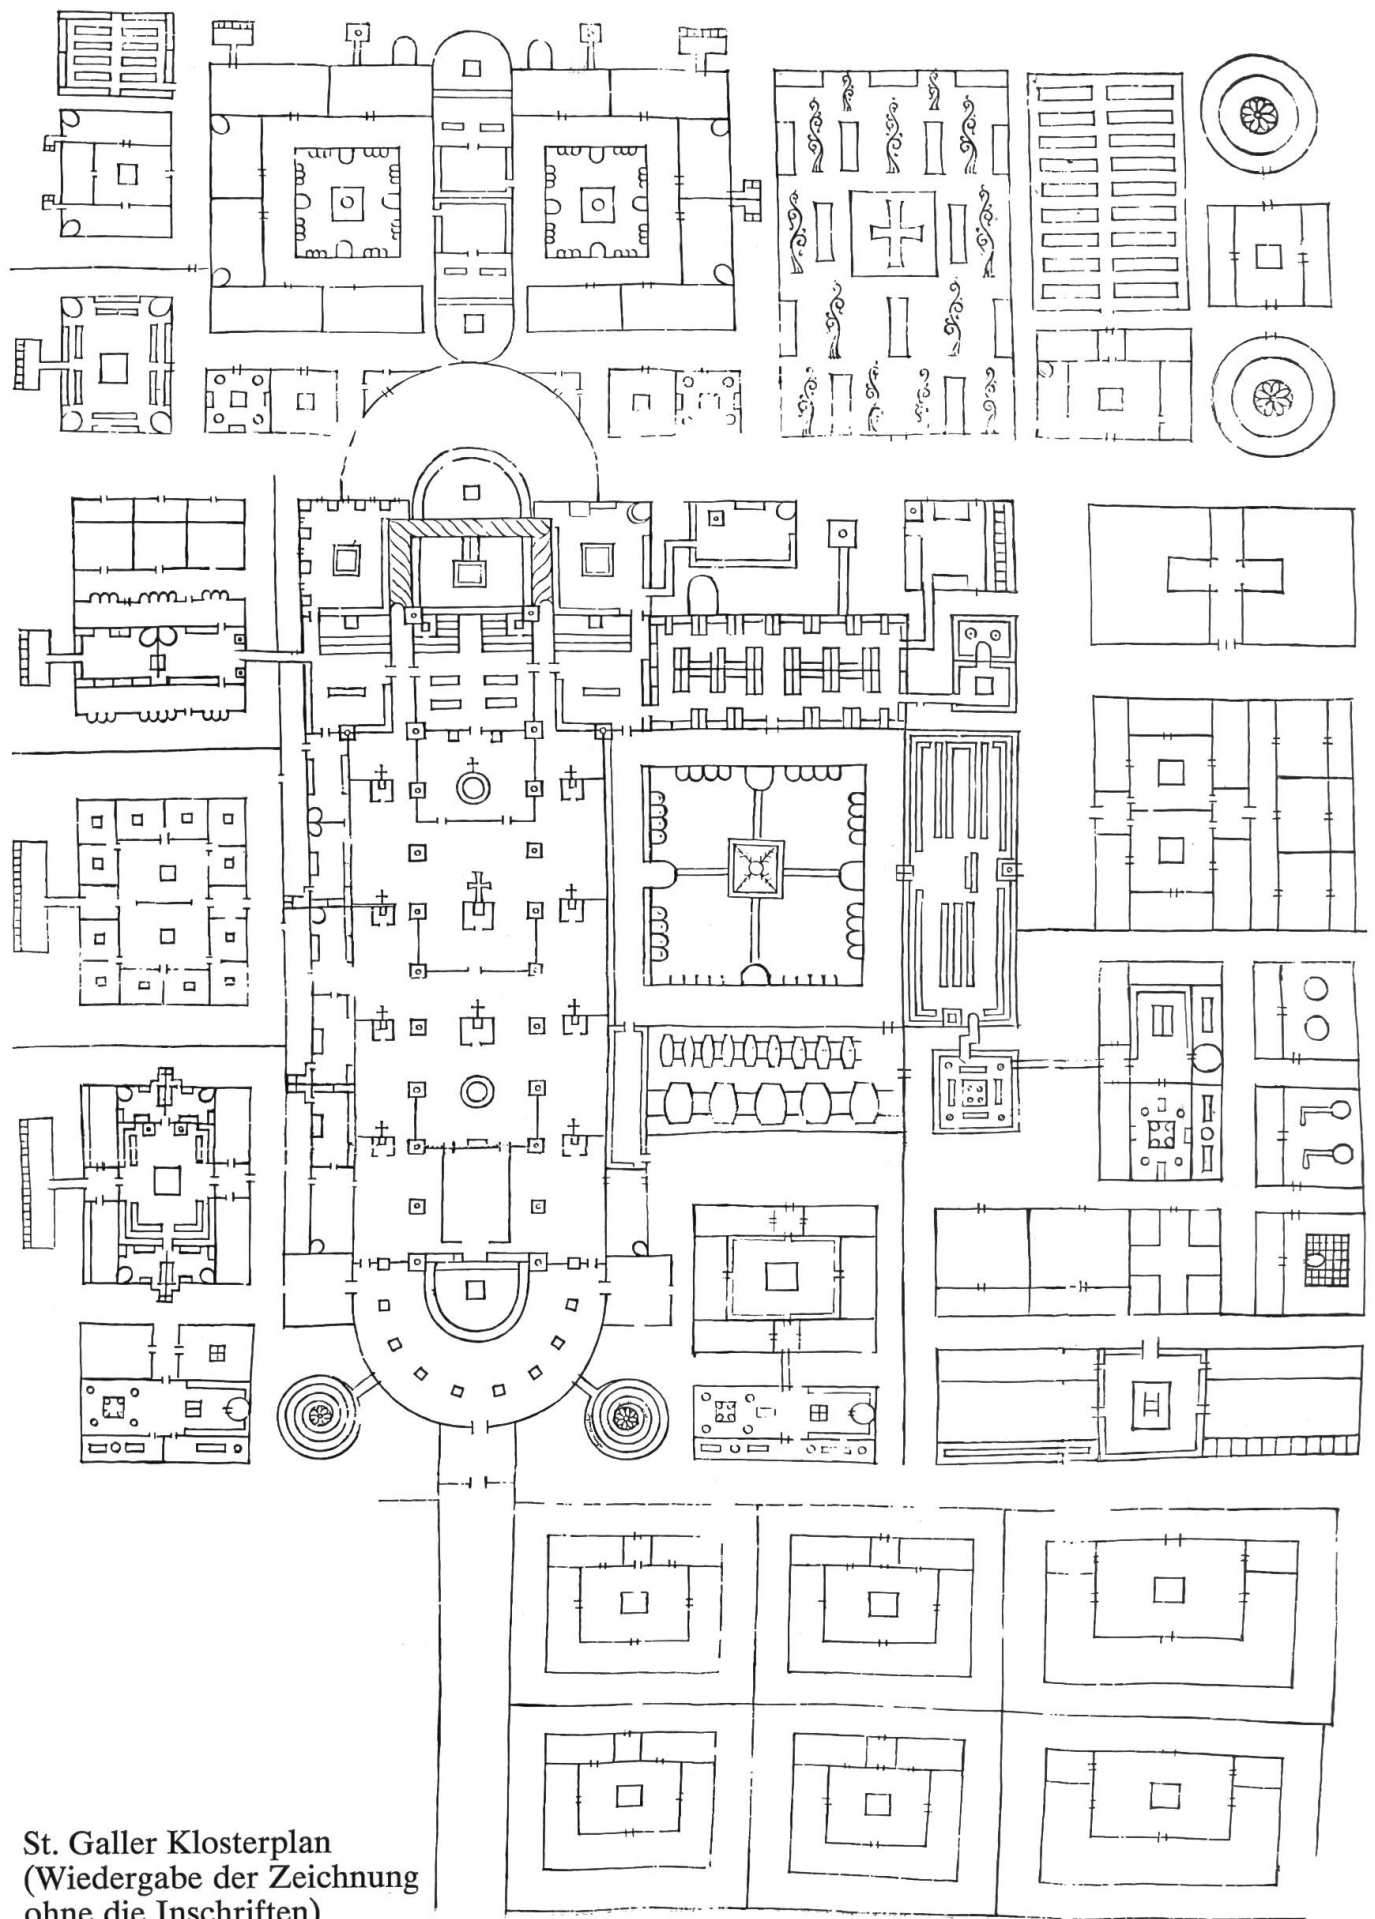 St. Galler Klosterplan
(Wiedergabe der Zeichnung
ohne die Inschriften)